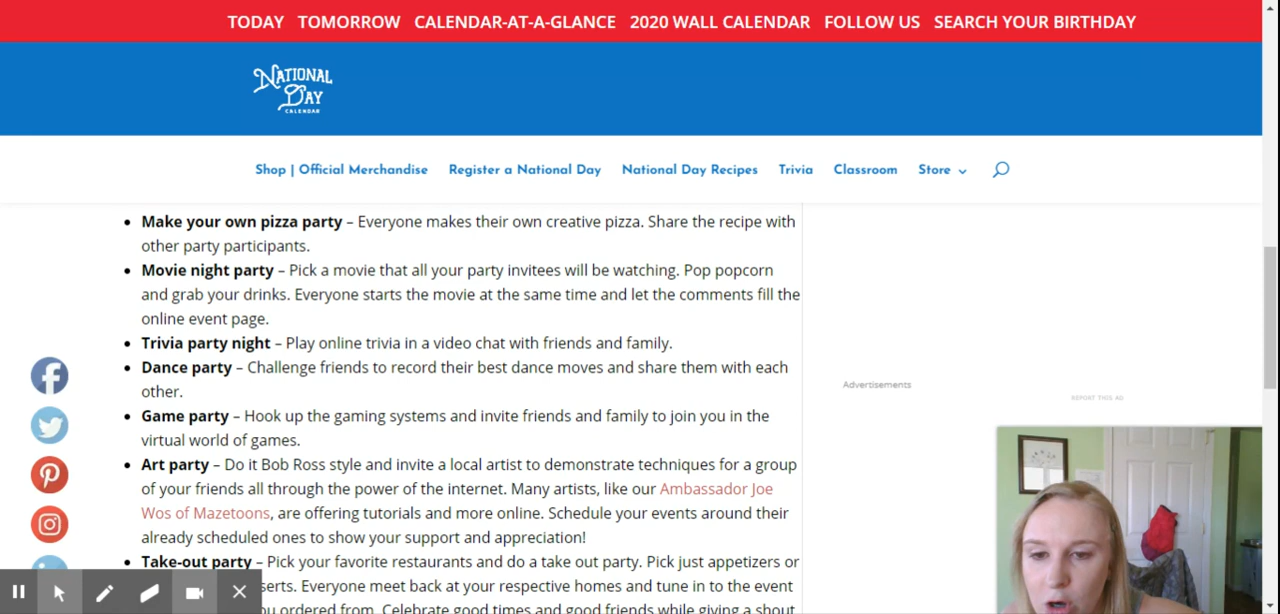 TODAY TOMORROW CALENDAR-AT-A-GLANCE 2020 WALL CALENDAR FOLLOW US SEARCH YOUR BIRTHDAY
NATIONAL
DAY
CALENDAR
Shop | Official Merchandise Register a National Day National Day Recipes Trivia Classroom Store
• Make your own pizza party – Everyone makes their own creative pizza. Share the recipe with
other party participants.
• Movie night party – Pick a movie that all your party invitees will be watching. Pop popcorn
and grab your drinks. Everyone starts the movie at the same time and let the comments fill the
online event page.
• Trivia party night – Play online trivia in a video chat with friends and family.
• Dance party – Challenge friends to record their best dance moves and share them with each
other.
• Game party – Hook up the gaming systems and invite friends and family to join you in the
virtual world of games.
• Art party – Do it Bob Ross style and invite a local artist to demonstrate techniques for a group
of your friends all through the power of the internet. Many artists, like our Ambassador Joe
Wos of Mazetoons, are offering tutorials and more online. Schedule your events around their
already scheduled ones to show your support and appreciation!
• Take-out party – Pick your favorite restaurants and do a take out party. Pick just appetizers or
serts. Everyone meet back at your respective homes and tune in to the event
ou ordered from. Celebrate good times and good friends while giving a shout
Advertisements
REPORT THIS AD